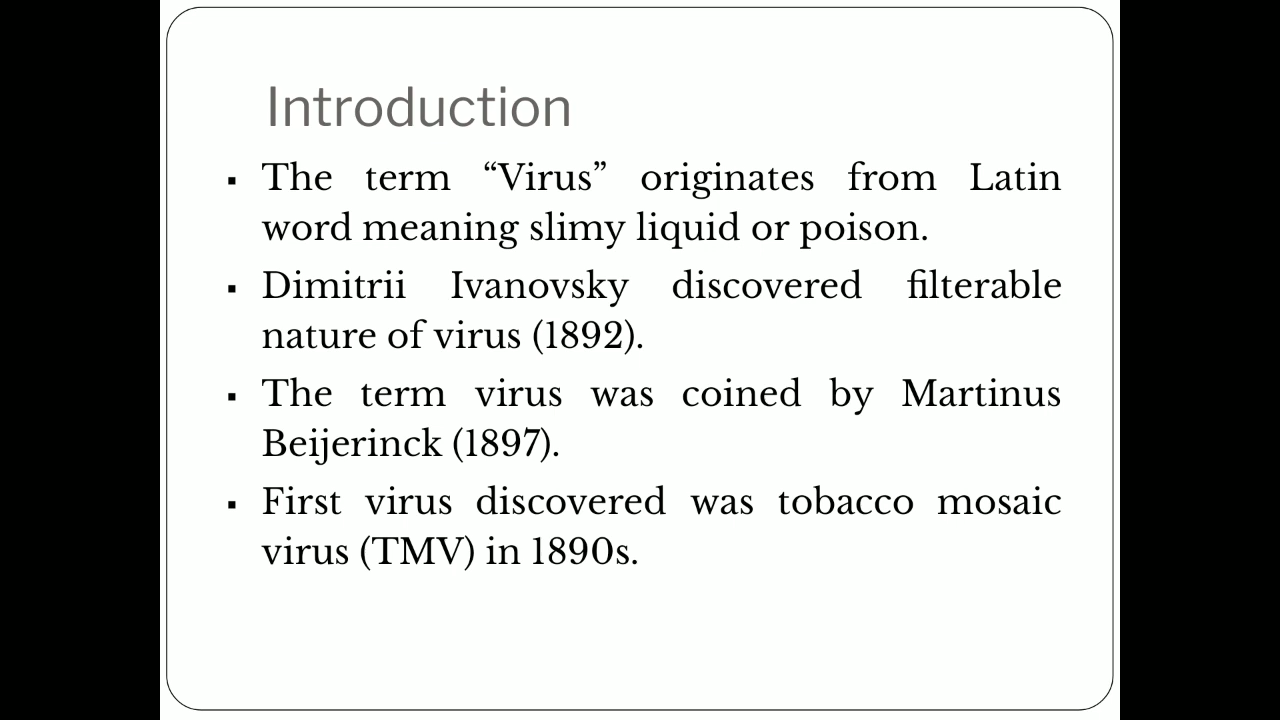 Introduction
▪ The term “Virus” originates from Latin
word meaning slimy liquid or poison.
▪ Dimitrii Ivanovsky discovered filterable
nature of virus (1892).
▪ The term virus was coined by Martinus
Beijerinck (1897).
▪ First virus discovered was tobacco mosaic
virus (TMV) in 1890s.